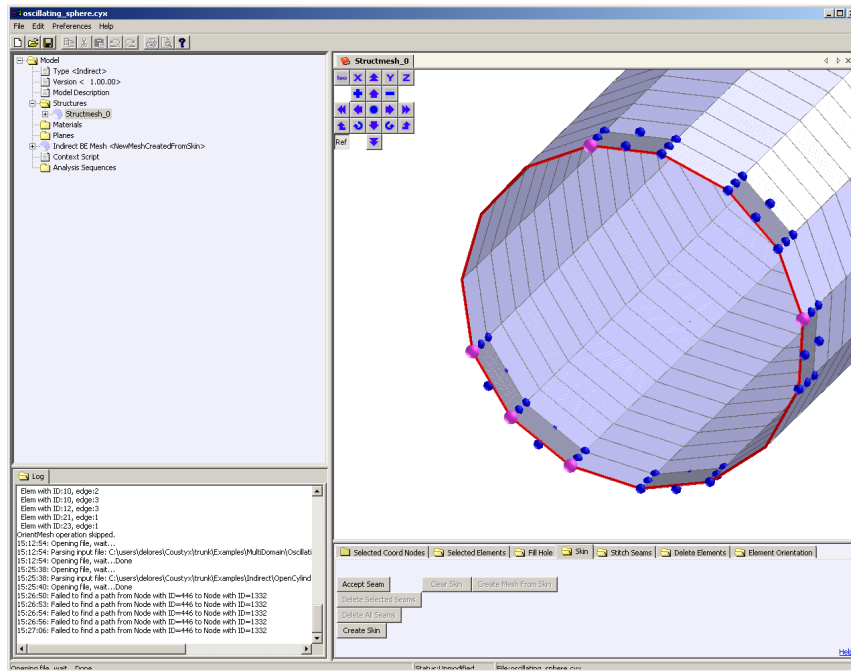 oscillating_sphere.cyx
File Edit Preferences Help
Model
Type <Indirect>
Version < 1.00.00>
Model Description
Structures
Structmesh_0
Materials
Planes
Indirect BE Mesh <NewMeshCreatedFromSkin>
Context Script
Analysis Sequences
Structmesh_0
Iso X Y Z
Ref
Log
Elem with ID:10, edge:2
Elem with ID:10, edge:3
Elem with ID:12, edge:3
Elem with ID:21, edge:1
Elem with ID:23, edge:1
OrientMesh operation skipped.
15:12:54: Opening file, wait...
15:12:54: Parsing input file: C:\users\delores\Coustyx\trunk\Examples\MultiDomain\Oscillati
15:12:54: Opening file, wait...Done
15:25:38: Opening file, wait...
15:25:38: Parsing input file: C:\users\delores\Coustyx\trunk\Examples\Indirect\OpenCylind
15:25:40: Opening file, wait...Done
15:26:50: Failed to find a path from Node with ID=446 to Node with ID=1332
15:26:53: Failed to find a path from Node with ID=446 to Node with ID=1332
15:26:54: Failed to find a path from Node with ID=446 to Node with ID=1332
15:26:56: Failed to find a path from Node with ID=446 to Node with ID=1332
15:27:06: Failed to find a path from Node with ID=446 to Node with ID=1332
Selected Coord Nodes Selected Elements Fill Hole Skin Stitch Seams Delete Elements Element Orientation
Accept Seam Clear Skin Create Mesh From Skin
Delete Selected Seams
Delete All Seams
Create Skin
Help
Opening file, wait...Done Status:Unmodified File:oscillating_sphere.cyx